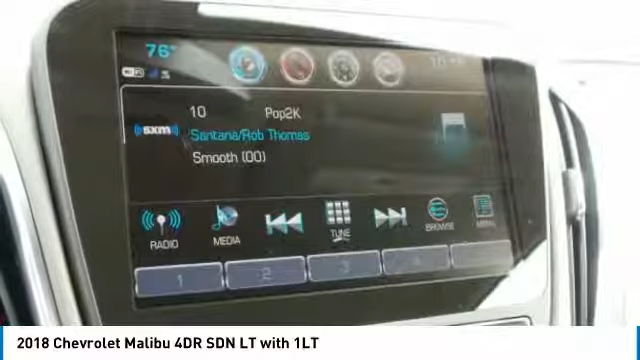 76°
10 Pop2K
sxm
Santana/Rob Thomas
Smooth (00)
RADIO
MEDIA
TUNE
BROWSE
MENU
1 2 3 4
2018 Chevrolet Malibu 4DR SDN LT with 1LT